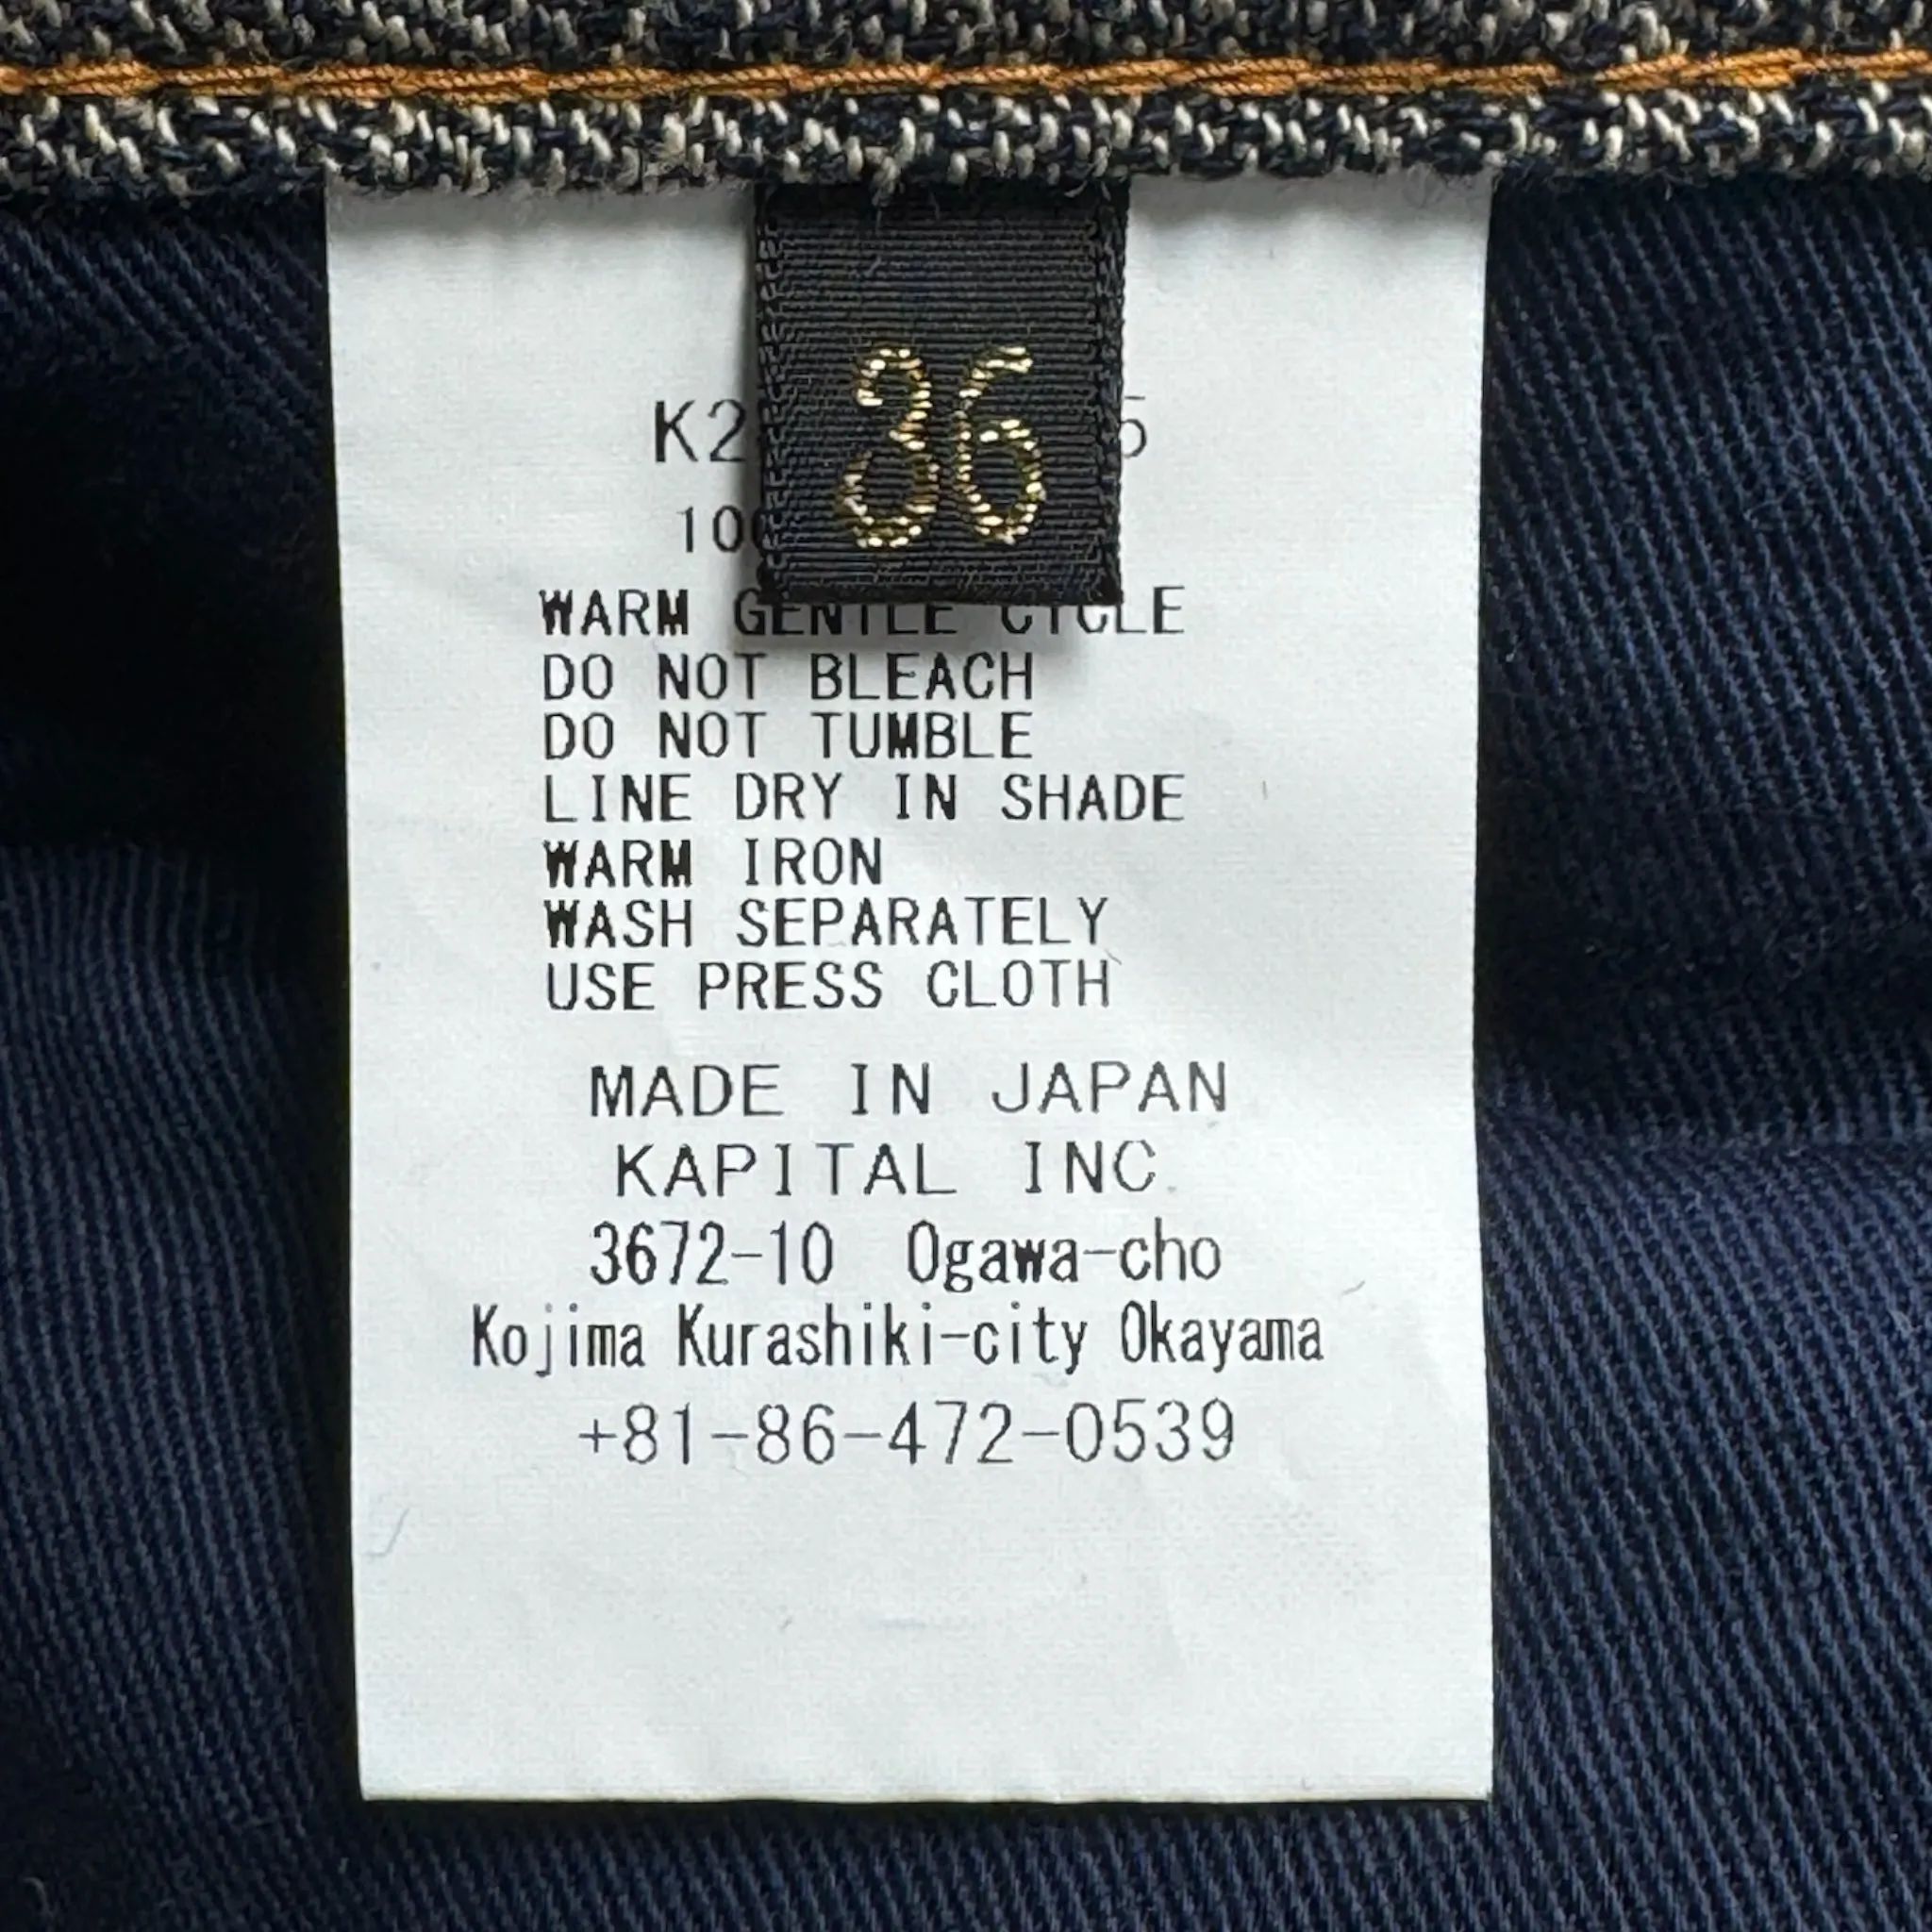 36
WARM GENTLE CYCLE
DO NOT BLEACH
DO NOT TUMBLE
LINE DRY IN SHADE
WARM IRON
WASH SEPARATELY
USE PRESS CLOTH
MADE IN JAPAN
KAPITAL INC.
3672-10 Ogawa-cho
Kojima Kurashiki-city Okayama
+81-86-472-0539